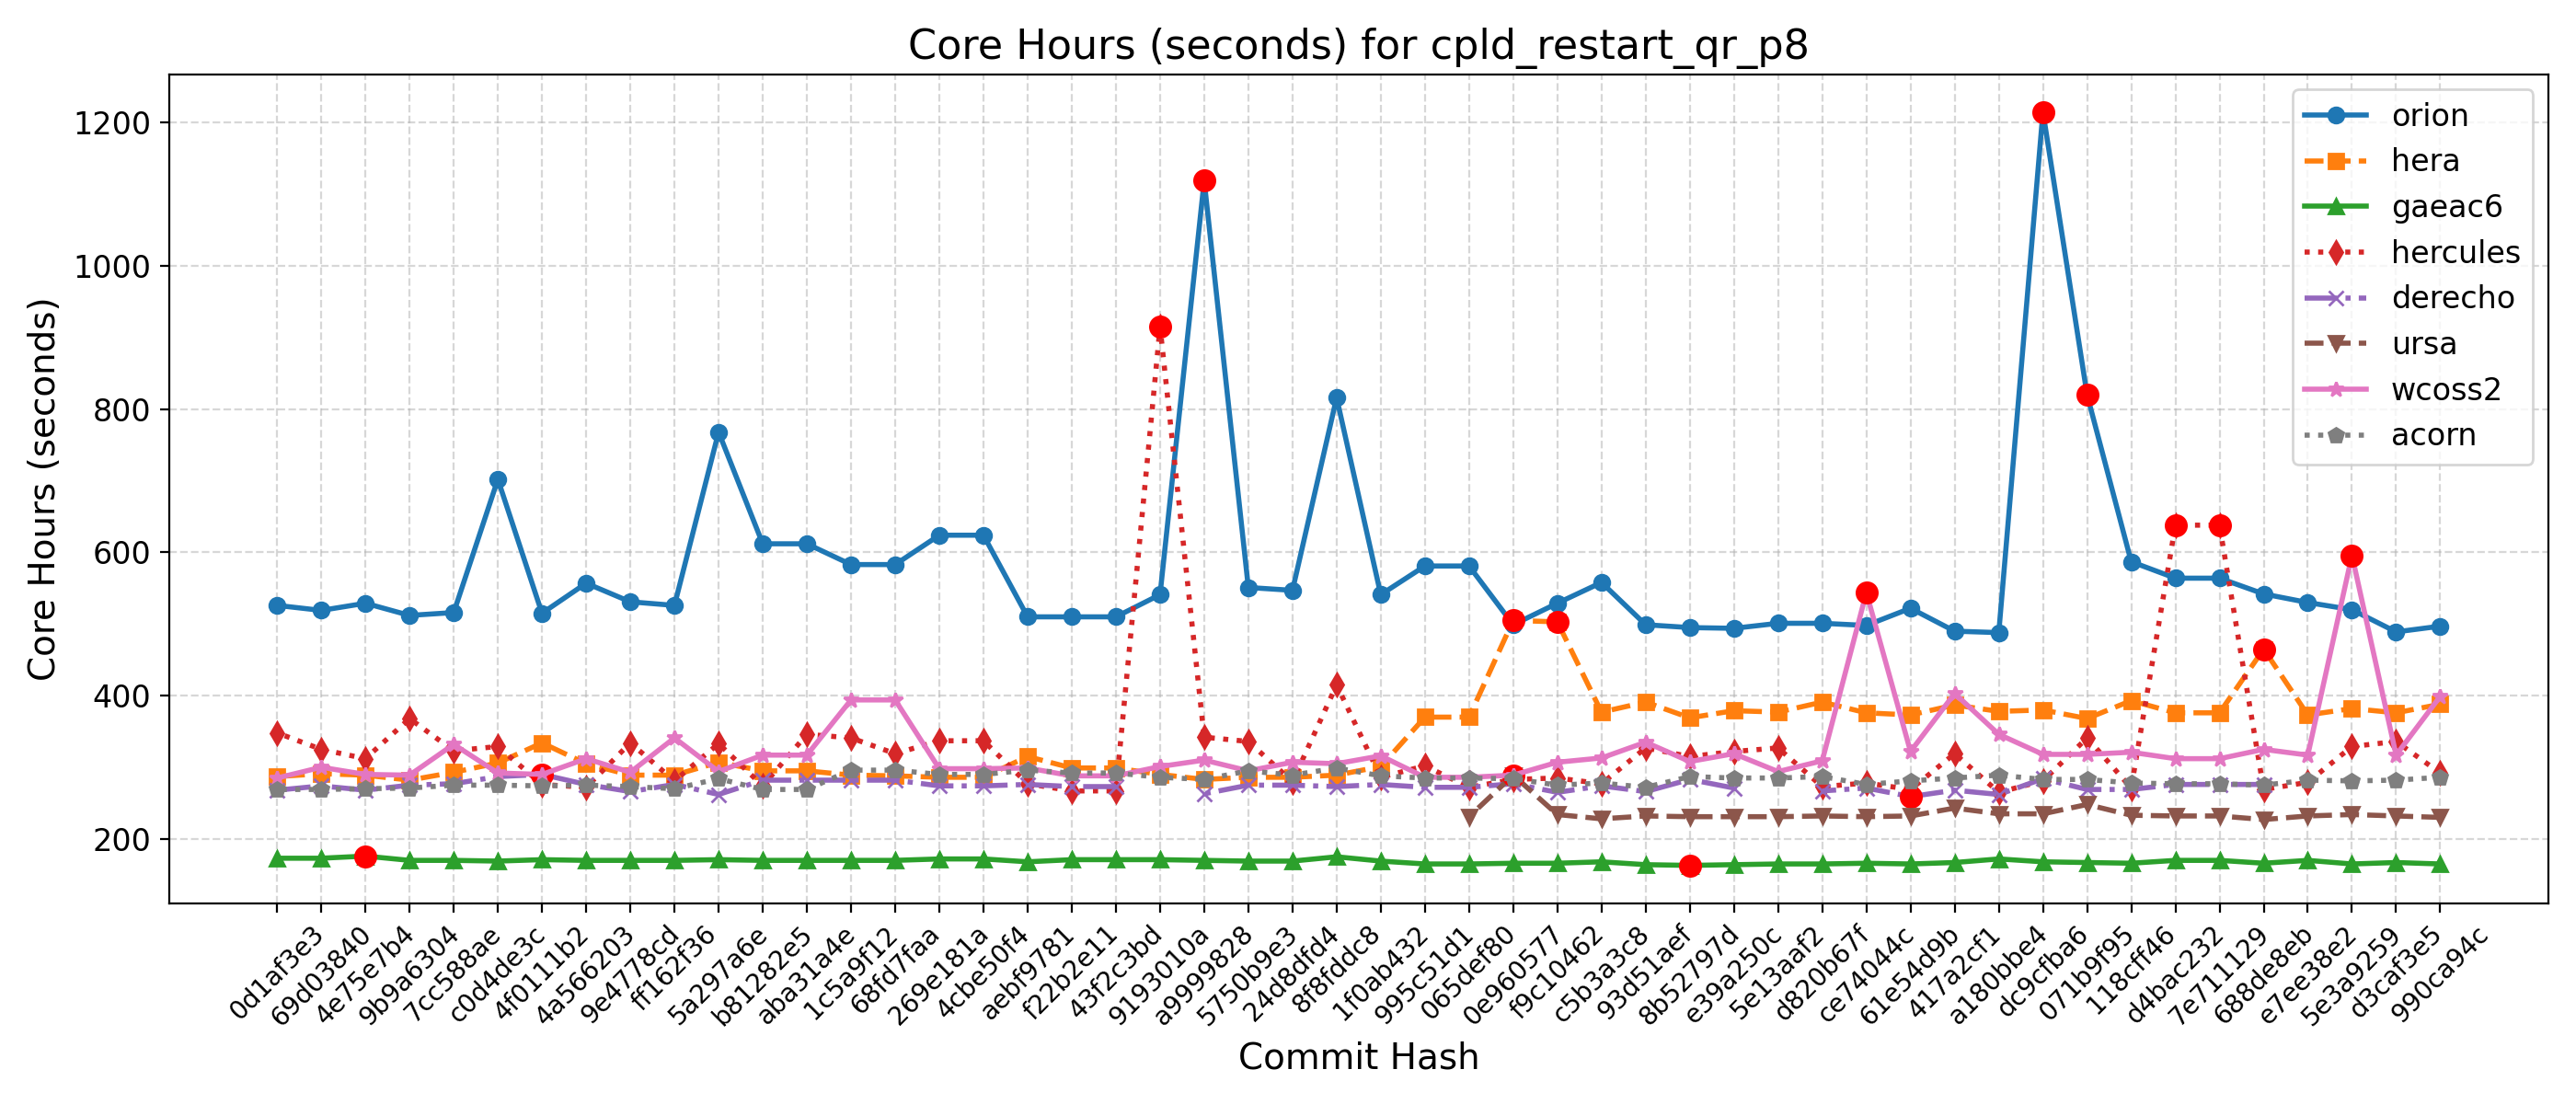 Core Hours (seconds) for cpld_restart_qr_p8
Core Hours (seconds)
1200
1000
800
600
400
200
orion
hera
gaeac6
hercules
derecho
ursa
wcoss2
acorn
0d1af3e3
69d03840
4e75e7b4
9b9a6304
7cc588ae
c0d4de3c
4f0111b2
4a566203
9e4778cd
ff162f36
5a297a6e
b81282e5
aba31a4e
1c5a9f12
68fd7faa
269e181a
4cbe50f4
aebf9781
f22b2e11
43f2c3bd
9193010a
a9999828
5750b9e3
24d8dfd4
8f8fddc8
1f0ab432
995c51d1
065def80
0e960577
f9c10462
c5b3a3c8
93d51aef
8b52797d
e39a250c
5e13aaf2
d820b67f
ce74044c
61e54d9b
417a2cf1
a180bbe4
dc9cfba6
071b9f95
118cff46
d4bac232
7e711129
688de8eb
e7ee38e2
5e3a9259
d3caf3e5
990ca94c
Commit Hash